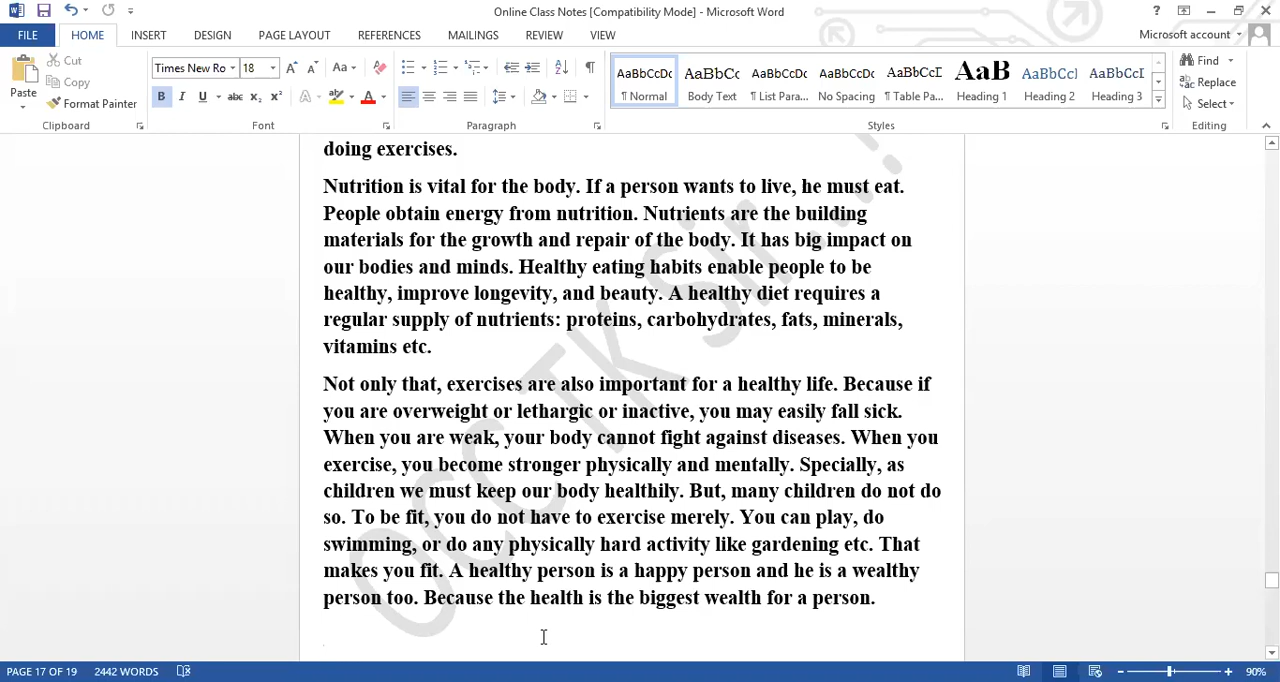 Online Class Notes [Compatibility Mode] - Microsoft Word
FILE HOME INSERT DESIGN PAGE LAYOUT REFERENCES MAILINGS REVIEW VIEW Microsoft account
Paste Cut Copy Format Painter
Clipboard
Times New Ro 18 Aa
B I U abc X₂ X² A A
Font
Paragraph
AaBbCcDc AaBbCc AaBbCcDc AaBbCcDc AaBbCcD AaB AaBbCcl AaBbCcD
¶ Normal Body Text ¶ List Para... No Spacing ¶ Table Pa... Heading 1 Heading 2 Heading 3
Styles
Find
Replace
Select
Editing
doing exercises.
Nutrition is vital for the body. If a person wants to live, he must eat.
People obtain energy from nutrition. Nutrients are the building
materials for the growth and repair of the body. It has big impact on
our bodies and minds. Healthy eating habits enable people to be
healthy, improve longevity, and beauty. A healthy diet requires a
regular supply of nutrients: proteins, carbohydrates, fats, minerals,
vitamins etc.
Not only that, exercises are also important for a healthy life. Because if
you are overweight or lethargic or inactive, you may easily fall sick.
When you are weak, your body cannot fight against diseases. When you
exercise, you become stronger physically and mentally. Specially, as
children we must keep our body healthily. But, many children do not do
so. To be fit, you do not have to exercise merely. You can play, do
swimming, or do any physically hard activity like gardening etc. That
makes you fit. A healthy person is a happy person and he is a wealthy
person too. Because the health is the biggest wealth for a person.
OCC TK Sir...!
PAGE 17 OF 19 2442 WORDS 90%